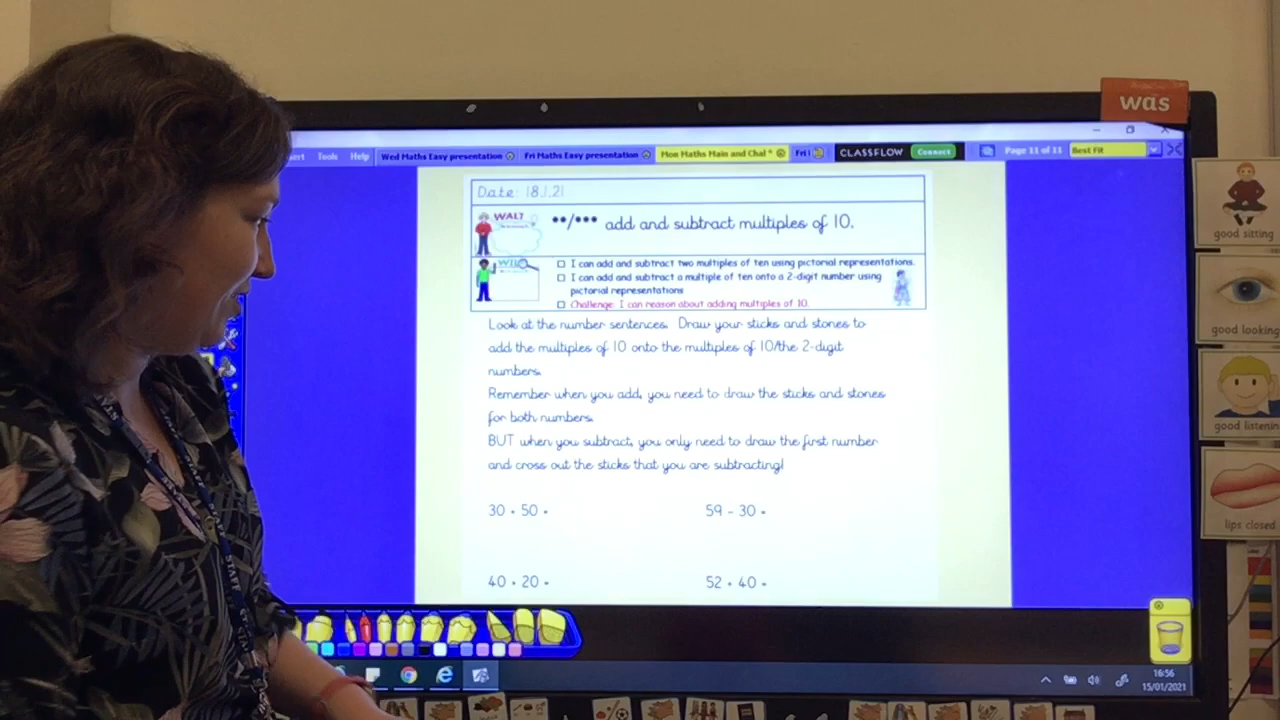 was
Tools Help Wed Maths Easy presentation Fri Maths Easy presentation Mon Maths Main and Chal * Fri CLASSFLOW Connect Page 11 of 11 Best Fit
Date: 18.1.21
WALT
**/*** add and subtract multiples of 10.
I can add and subtract two multiples of ten using pictorial representations.
I can add and subtract a multiple of ten onto a 2-digit number using
pictorial representations
Challenge: I can reason about adding multiples of 10.
Look at the number sentences. Draw your sticks and stones to
add the multiples of 10 onto the multiples of 10/the 2-digit
numbers.
Remember when you add, you need to draw the sticks and stones
for both numbers.
BUT when you subtract, you only need to draw the first number
and cross out the sticks that you are subtracting!
30 + 50 =
59 - 30 =
40 + 20 =
52 + 40 =
16:56
15/01/2021
good sitting
good looking
good listenin
lips closed
STAFF